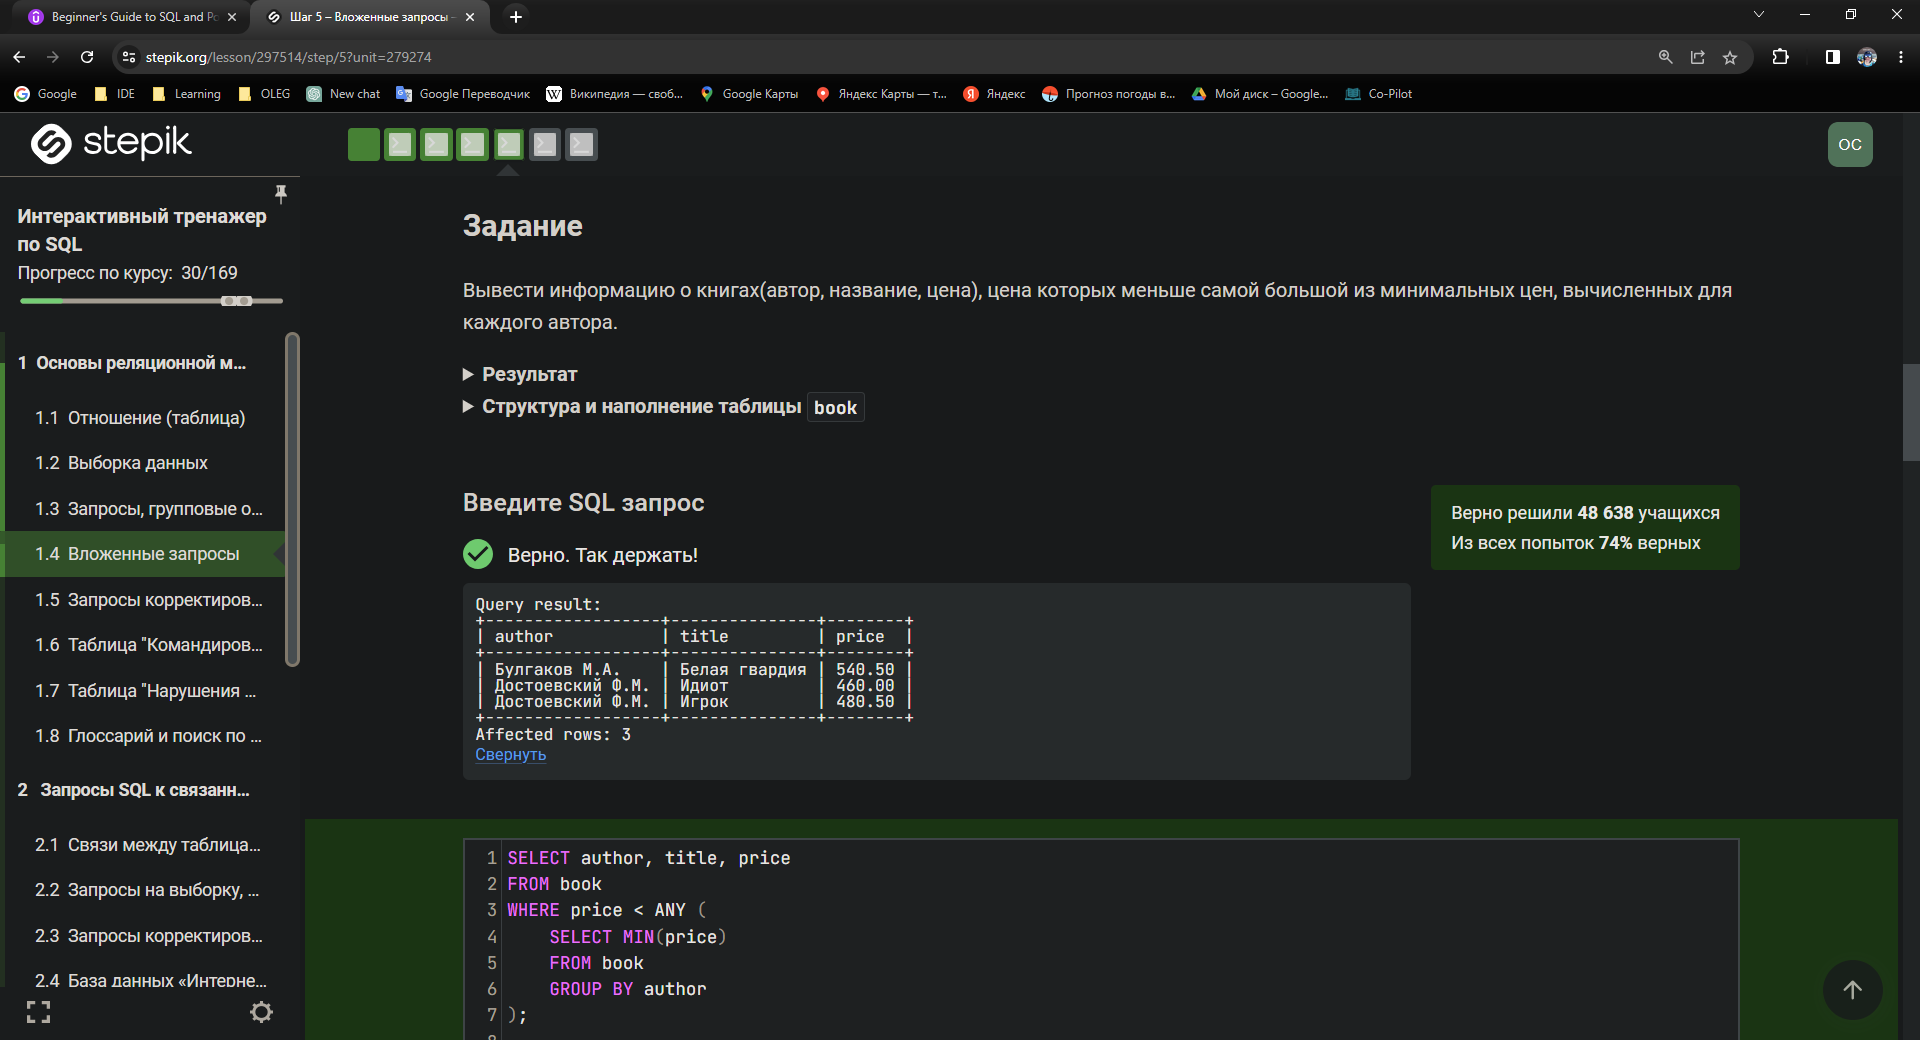 Beginner's Guide to SQL and Po
Шаг 5 – Вложенные запросы –
stepik.org/lesson/297514/step/5?unit=279274
Google
IDE
Learning
OLEG
New chat
Google Переводчик
Википедия — своб...
Google Карты
Яндекс Карты — т...
Яндекс
Прогноз погоды в...
Мой диск – Google...
Co-Pilot
stepik
OC
Интерактивный тренажер
по SQL
Прогресс по курсу: 30/169
1 Основы реляционной м...
1.1 Отношение (таблица)
1.2 Выборка данных
1.3 Запросы, групповые о...
1.4 Вложенные запросы
1.5 Запросы корректиров...
1.6 Таблица "Командиров...
1.7 Таблица "Нарушения ...
1.8 Глоссарий и поиск по ...
2 Запросы SQL к связанн...
2.1 Связи между таблица...
2.2 Запросы на выборку, ...
2.3 Запросы корректиров...
2.4 База данных «Интерне...
Задание
Вывести информацию о книгах(автор, название, цена), цена которых меньше самой большой из минимальных цен, вычисленных для
каждого автора.
Результат
Структура и наполнение таблицы book
Введите SQL запрос
Верно. Так держать!
Верно решили 48 638 учащихся
Из всех попыток 74% верных
Query result:
+------------------+---------------+--------+
| author           | title         | price  |
+------------------+---------------+--------+
| Булгаков М.А.    | Белая гвардия | 540.50 |
| Достоевский Ф.М. | Идиот         | 460.00 |
| Достоевский Ф.М. | Игрок         | 480.50 |
+------------------+---------------+--------+
Affected rows: 3
Свернуть
1 SELECT author, title, price
2 FROM book
3 WHERE price < ANY (
4     SELECT MIN(price)
5     FROM book
6     GROUP BY author
7 );
8